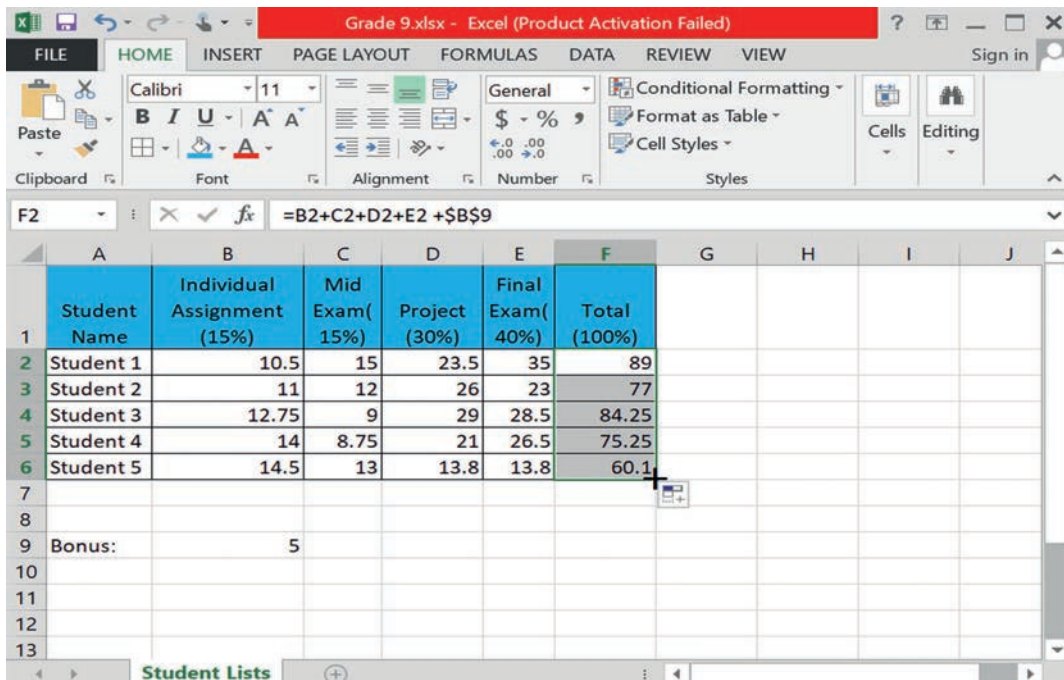 Grade 9.xlsx - Excel (Product Activation Failed) ?
FILE HOME INSERT PAGE LAYOUT FORMULAS DATA REVIEW VIEW Sign in
Calibri 11 General Conditional Formatting
Paste B I U A A $ % , Format as Table Cells Editing
A .0 .00 .00 .0 Cell Styles
Clipboard Font Alignment Number Styles
F2 fx =B2+C2+D2+E2 +$B$9
A B C D E F G H I J
1 Student Name Individual Assignment (15%) Mid Exam( 15%) Project (30%) Final Exam( 40%) Total (100%)
2 Student 1 10.5 15 23.5 35 89
3 Student 2 11 12 26 23 77
4 Student 3 12.75 9 29 28.5 84.25
5 Student 4 14 8.75 21 26.5 75.25
6 Student 5 14.5 13 13.8 13.8 60.1
7
8
9 Bonus: 5
10
11
12
13
Student Lists